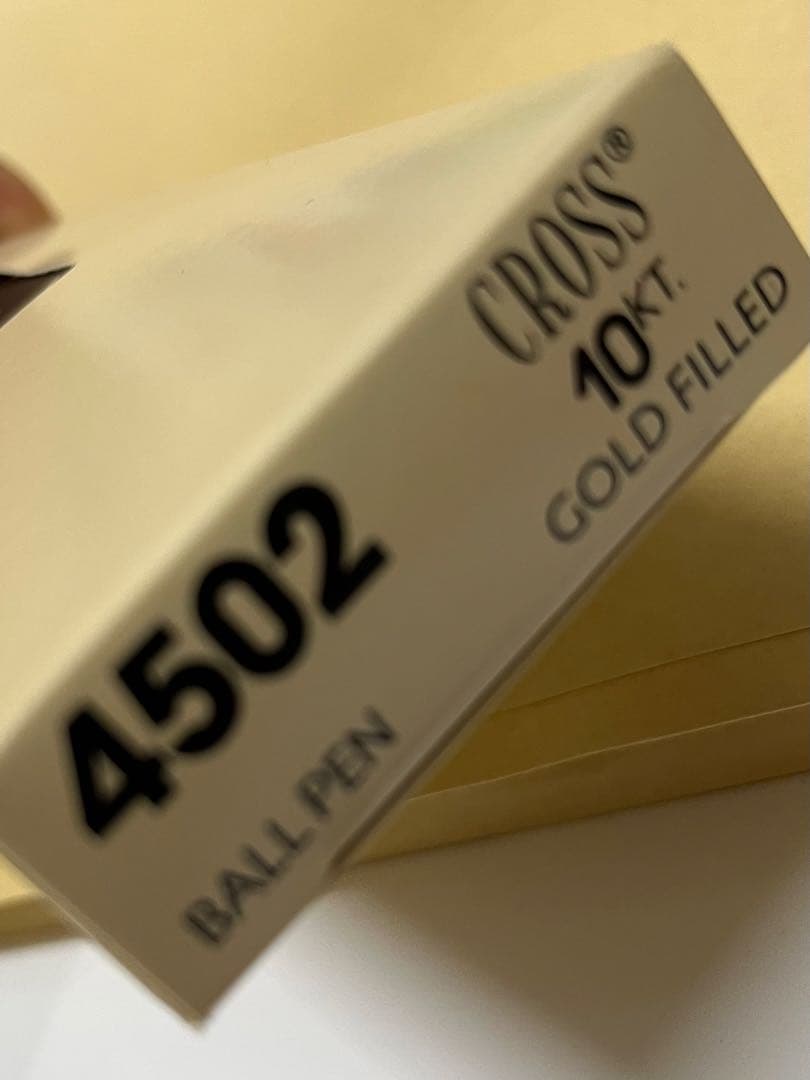 4502
BALL PEN
CROSS®
10KT.
GOLD FILLED